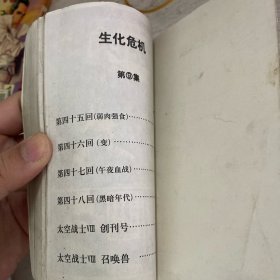 生化危机
第⑫集
第四十五回(弱肉强食)⋯⋯
第四十六回(变)⋯⋯⋯⋯
第四十七回(午夜血战)⋯⋯
第四十八回(黑暗年代)⋯⋯
太空战士VIII 创刊号⋯⋯
太空战士VIII 召唤兽⋯⋯